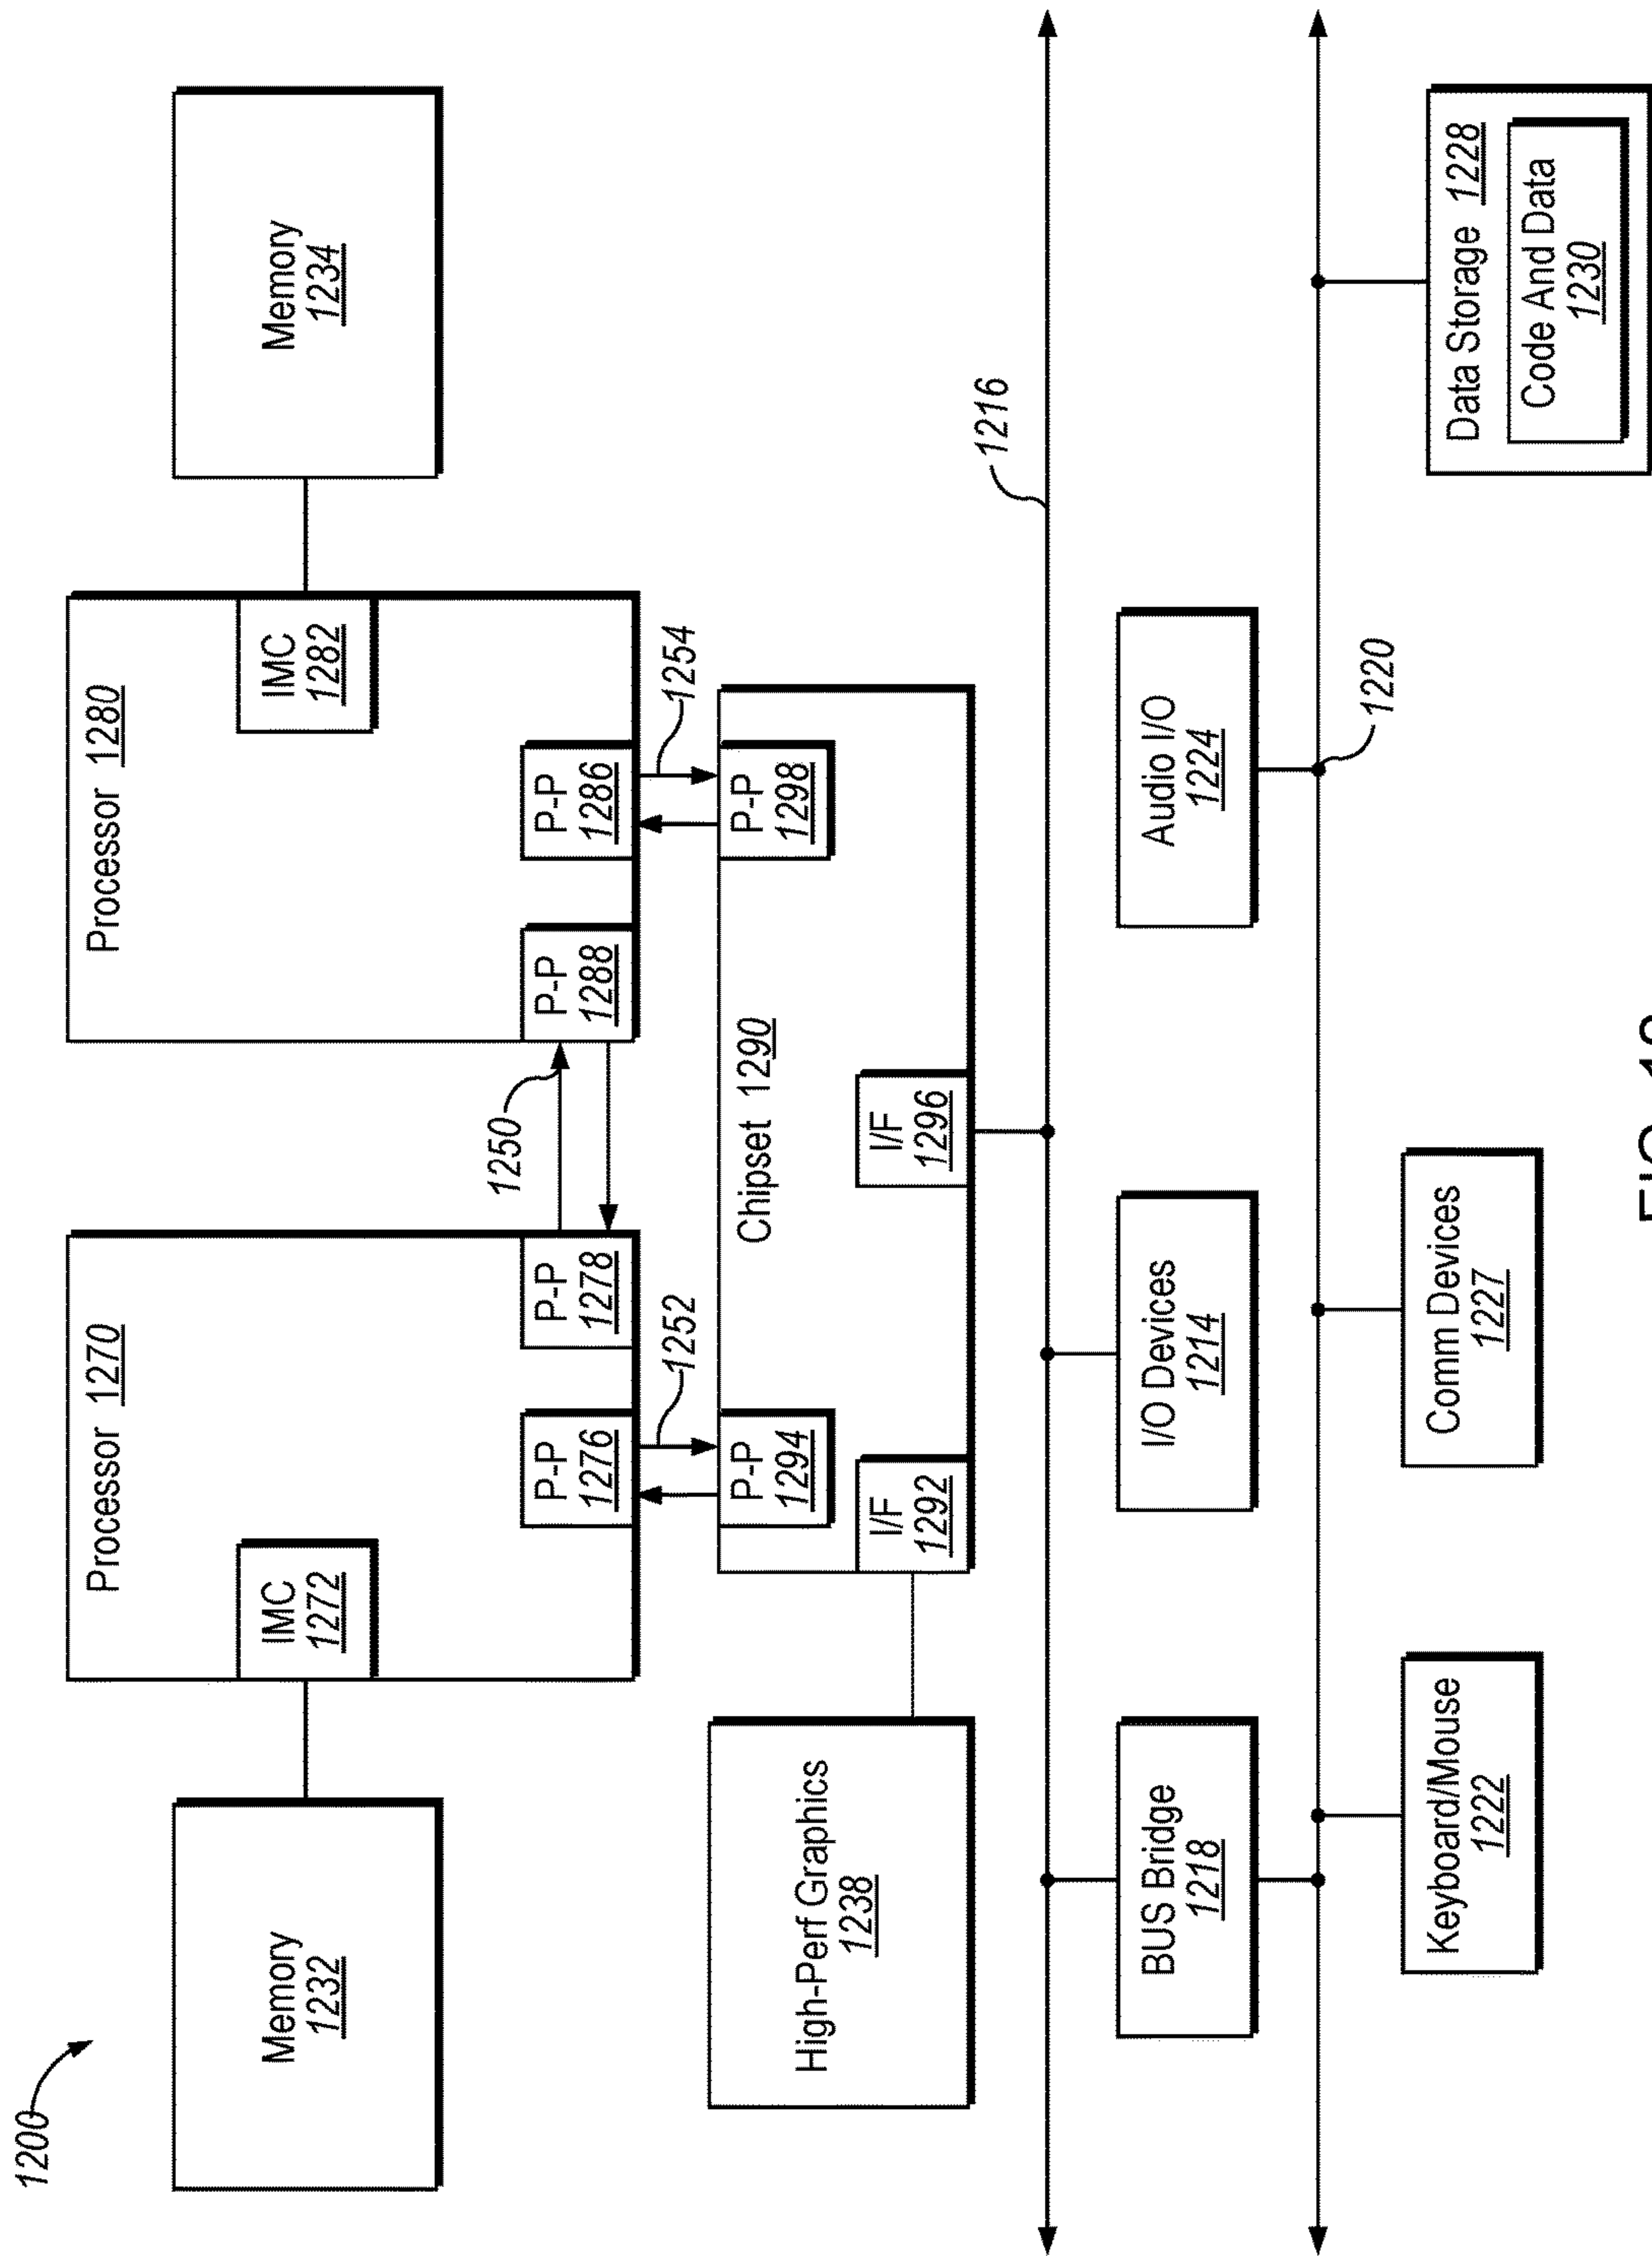 1200
Memory
1232
Processor 1270
IMC
1272
P-P
1276
P-P
1278
1250
Processor 1280
IMC
1282
P-P
1288
P-P
1286
Memory
1234
1252
1254
High-Perf Graphics
1238
Chipset 1290
P-P
1294
P-P
1298
I/F
1292
I/F
1296
1216
BUS Bridge
1218
I/O Devices
1214
Audio I/O
1224
1220
Keyboard/Mouse
1222
Comm Devices
1227
Data Storage 1228
Code And Data
1230